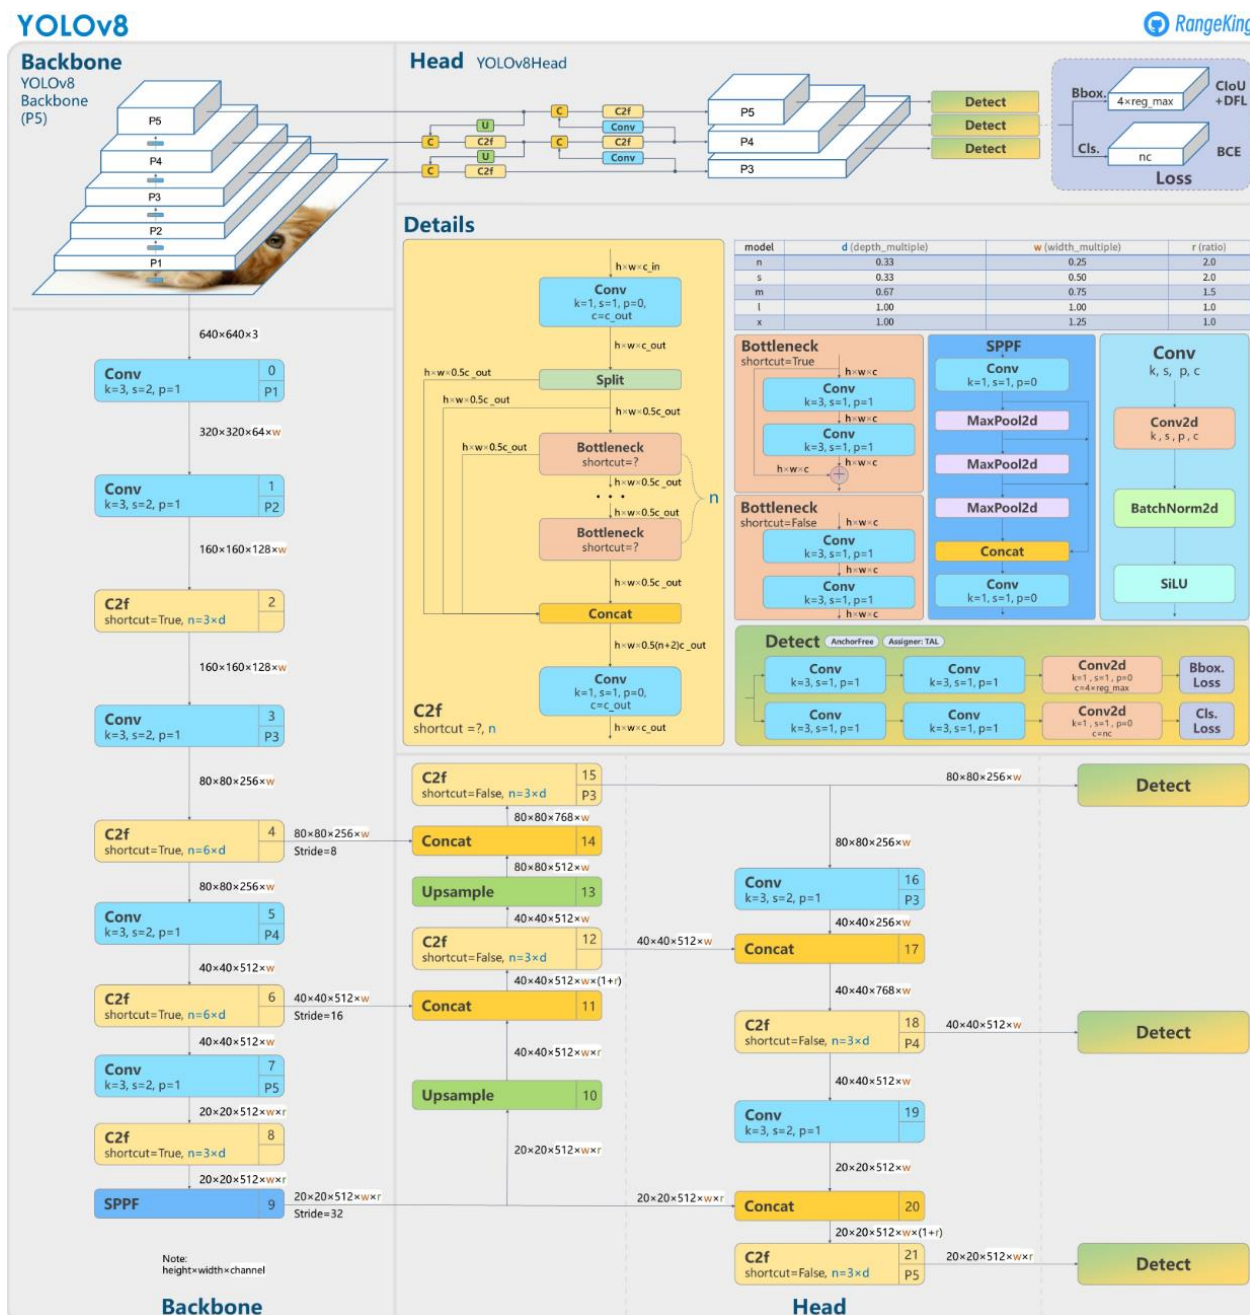 YOLOv8
RangeKing
Backbone
YOLOv8
Backbone
(P5)
P5
P4
P3
P2
P1
Head YOLOv8Head
C
C2f
U
Conv
C
C2f
C
C2f
U
Conv
C
C2f
P5
P4
P3
Detect
Detect
Detect
Bbox.
4×reg_max
CIoU
+DFL
Cls.
nc
BCE
Loss
Details
h×w×c_in
Conv
k=1, s=1, p=0,
c=c_out
h×w×c_out
h×w×0.5c_out
Split
h×w×0.5c_out
h×w×0.5c_out
h×w×0.5c_out
Bottleneck
shortcut=?
h×w×0.5c_out
...
n
h×w×0.5c_out
Bottleneck
shortcut=?
h×w×0.5c_out
Concat
h×w×0.5(n+2)c_out
Conv
k=1, s=1, p=0,
c=c_out
h×w×c_out
C2f
shortcut =?, n
model d (depth_multiple) w (width_multiple) r (ratio)
n 0.33 0.25 2.0
s 0.33 0.50 2.0
m 0.67 0.75 1.5
l 1.00 1.00 1.0
x 1.00 1.25 1.0
Bottleneck
shortcut=True
h×w×c
Conv
k=3, s=1, p=1
h×w×c
Conv
k=3, s=1, p=1
h×w×c
h×w×c
+
Bottleneck
shortcut=False
h×w×c
Conv
k=3, s=1, p=1
h×w×c
Conv
k=3, s=1, p=1
h×w×c
SPPF
Conv
k=1, s=1, p=0
MaxPool2d
MaxPool2d
MaxPool2d
Concat
Conv
k=1, s=1, p=0
Conv
k, s, p, c
Conv2d
k, s, p, c
BatchNorm2d
SiLU
Detect AnchorFree Assigner: TAL
Conv
k=3, s=1, p=1
Conv
k=3, s=1, p=1
Conv2d
k=1, s=1, p=0
c=4×reg_max
Bbox.
Loss
Conv
k=3, s=1, p=1
Conv
k=3, s=1, p=1
Conv2d
k=1, s=1, p=0
c=nc
Cls.
Loss
640×640×3
Conv 0
k=3, s=2, p=1 P1
320×320×64×w
Conv 1
k=3, s=2, p=1 P2
160×160×128×w
C2f 2
shortcut=True, n=3×d
160×160×128×w
Conv 3
k=3, s=2, p=1 P3
80×80×256×w
C2f 4
shortcut=True, n=6×d
80×80×256×w
Stride=8
80×80×256×w
Conv 5
k=3, s=2, p=1 P4
40×40×512×w
C2f 6
shortcut=True, n=6×d
40×40×512×w
Stride=16
40×40×512×w
Conv 7
k=3, s=2, p=1 P5
20×20×512×w×r
C2f 8
shortcut=True, n=3×d
20×20×512×w×r
SPPF 9
20×20×512×w×r
Stride=32
Note:
height×width×channel
Backbone
C2f 15
shortcut=False, n=3×d P3
80×80×768×w
Concat 14
80×80×512×w
Upsample 13
40×40×512×w
C2f 12
shortcut=False, n=3×d
40×40×512×w×(1+r)
Concat 11
40×40×512×w×r
Upsample 10
20×20×512×w×r
80×80×256×w
Detect
80×80×256×w
Conv 16
k=3, s=2, p=1 P3
40×40×256×w
40×40×512×w
Concat 17
40×40×768×w
C2f 18
shortcut=False, n=3×d P4
40×40×512×w
Detect
40×40×512×w
Conv 19
k=3, s=2, p=1
20×20×512×w
20×20×512×w×r
Concat 20
20×20×512×w×(1+r)
C2f 21
shortcut=False, n=3×d P5
20×20×512×w×r
Detect
Head